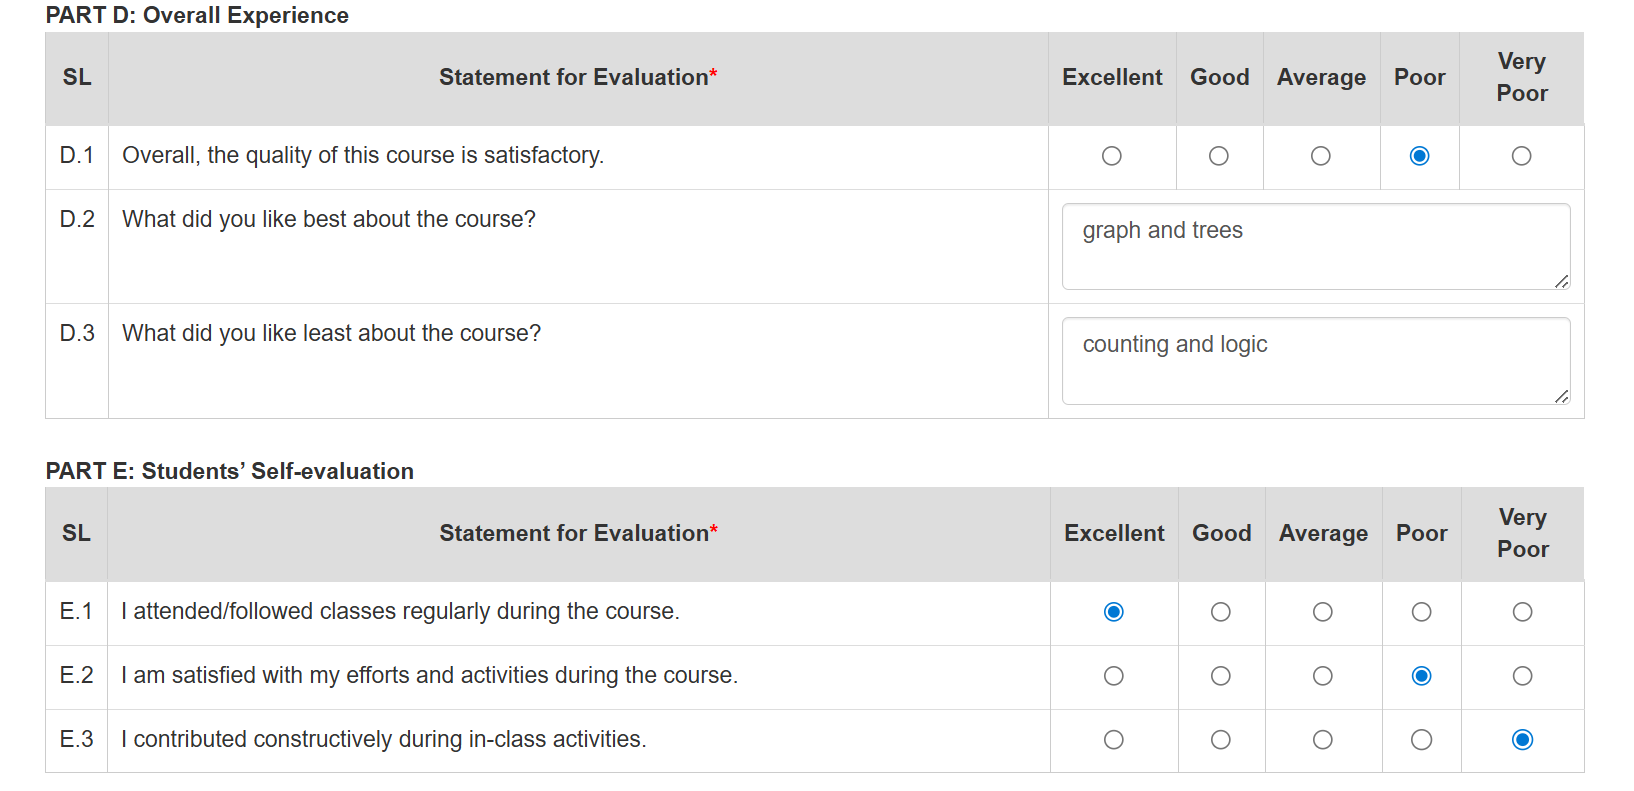 PART D: Overall Experience
SL Statement for Evaluation* Excellent Good Average Poor Very Poor
D.1 Overall, the quality of this course is satisfactory.
D.2 What did you like best about the course? graph and trees
D.3 What did you like least about the course? counting and logic
PART E: Students’ Self-evaluation
SL Statement for Evaluation* Excellent Good Average Poor Very Poor
E.1 I attended/followed classes regularly during the course.
E.2 I am satisfied with my efforts and activities during the course.
E.3 I contributed constructively during in-class activities.